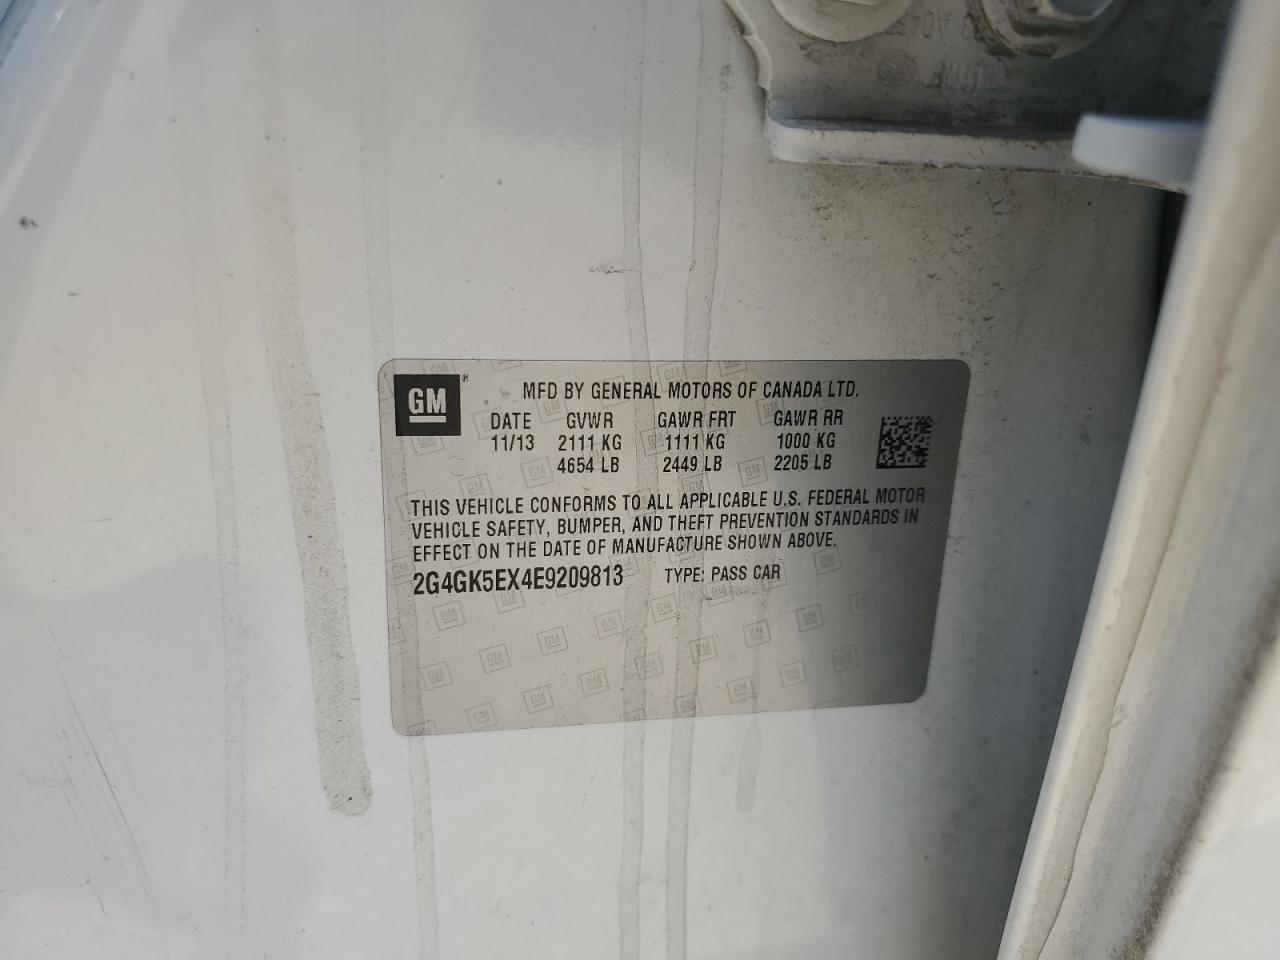 GM ®
MFD BY GENERAL MOTORS OF CANADA LTD.
DATE GVWR GAWR FRT GAWR RR
11/13 2111 KG 1111 KG 1000 KG
4654 LB 2449 LB 2205 LB
THIS VEHICLE CONFORMS TO ALL APPLICABLE U.S. FEDERAL MOTOR
VEHICLE SAFETY, BUMPER, AND THEFT PREVENTION STANDARDS IN
EFFECT ON THE DATE OF MANUFACTURE SHOWN ABOVE.
2G4GK5EX4E9209813 TYPE: PASS CAR